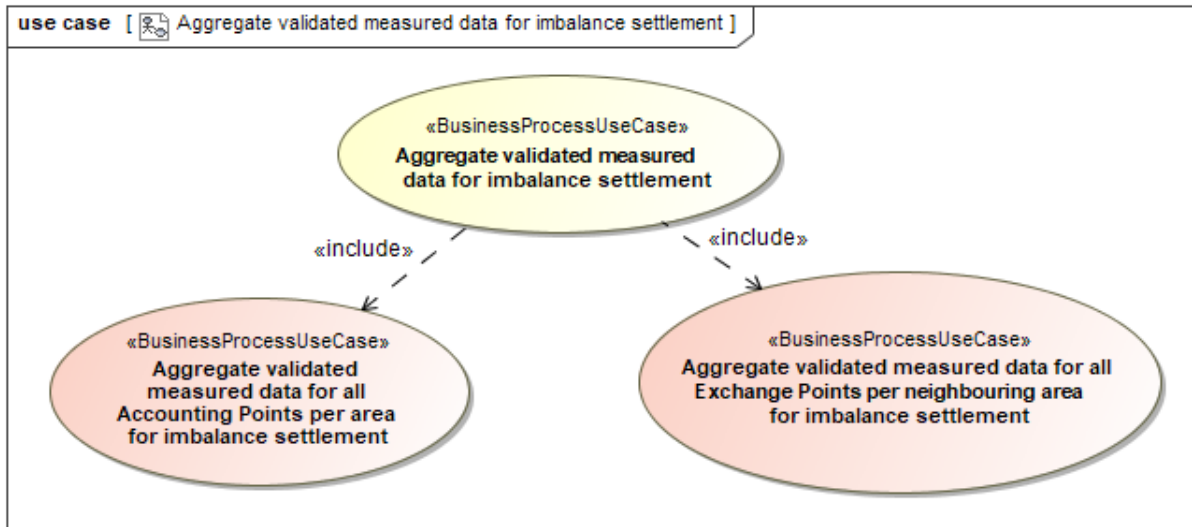 use case [ Aggregate validated measured data for imbalance settlement ]
«BusinessProcessUseCase»
Aggregate validated measured
data for imbalance settlement
«include»
«include»
«BusinessProcessUseCase»
Aggregate validated
measured data for all
Accounting Points per area
for imbalance settlement
«BusinessProcessUseCase»
Aggregate validated measured data for all
Exchange Points per neighbouring area
for imbalance settlement